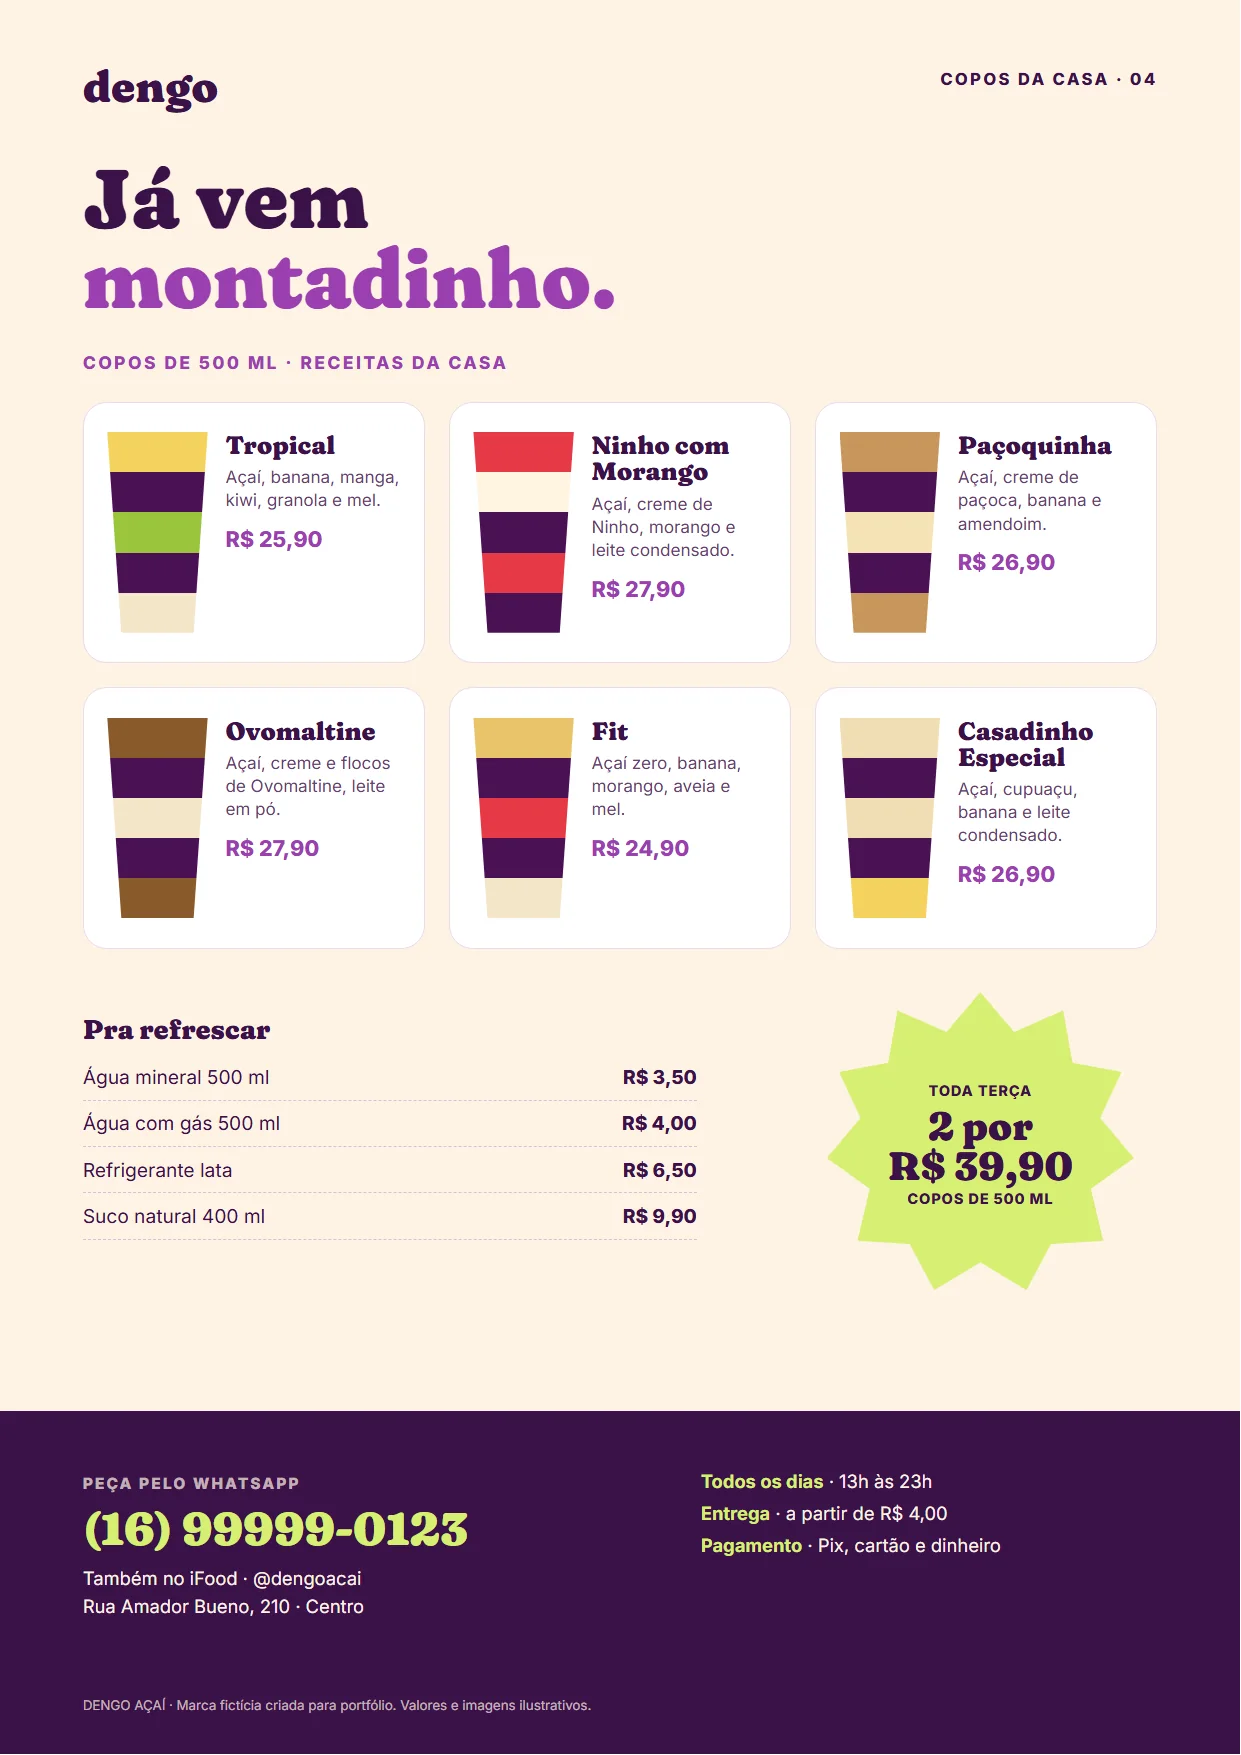 dengo
COPOS DA CASA · 04
Já vem
montadinho.
COPOS DE 500 ML · RECEITAS DA CASA
Tropical
Açaí, banana, manga,
kiwi, granola e mel.
R$ 25,90
Ninho com
Morango
Açaí, creme de
Ninho, morango e
leite condensado.
R$ 27,90
Paçoquinha
Açaí, creme de
paçoca, banana e
amendoim.
R$ 26,90
Ovomaltine
Açaí, creme e flocos
de Ovomaltine, leite
em pó.
R$ 27,90
Fit
Açaí zero, banana,
morango, aveia e
mel.
R$ 24,90
Casadinho
Especial
Açaí, cupuaçu,
banana e leite
condensado.
R$ 26,90
Pra refrescar
Água mineral 500 ml R$ 3,50
Água com gás 500 ml R$ 4,00
Refrigerante lata R$ 6,50
Suco natural 400 ml R$ 9,90
TODA TERÇA
2 por
R$ 39,90
COPOS DE 500 ML
PEÇA PELO WHATSAPP
(16) 99999-0123
Também no iFood · @dengoacai
Rua Amador Bueno, 210 · Centro
Todos os dias · 13h às 23h
Entrega · a partir de R$ 4,00
Pagamento · Pix, cartão e dinheiro
DENGO AÇAÍ · Marca fictícia criada para portfólio. Valores e imagens ilustrativos.